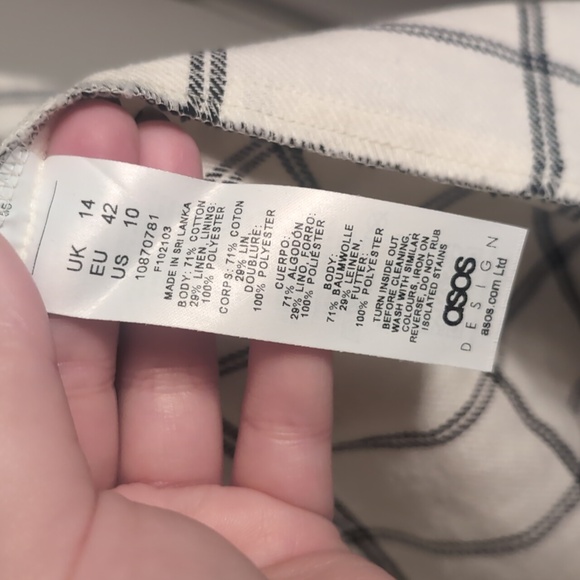 UK 14
EU 42
US 10
10870781
F102103
MADE IN SRI LANKA
BODY: 71% COTTON
29% LINEN, LINING:
100% POLYESTER
CORPS: 71% COTON
29% LIN,
DOUBLURE:
100% POLYESTER
CUERPO:
71% ALGODÓN
29% LINO, FORRO:
100% POLIÉSTER
BODY:
71% BAUMWOLLE
29% LEINEN,
FUTTER:
100% POLYESTER
TURN INSIDE OUT
BEFORE CLEANING,
WASH WITH SIMILAR
COLOURS, IRON ON
REVERSE, DO NOT RUB
ISOLATED STAINS
asos
DESIGN
asos.com Ltd